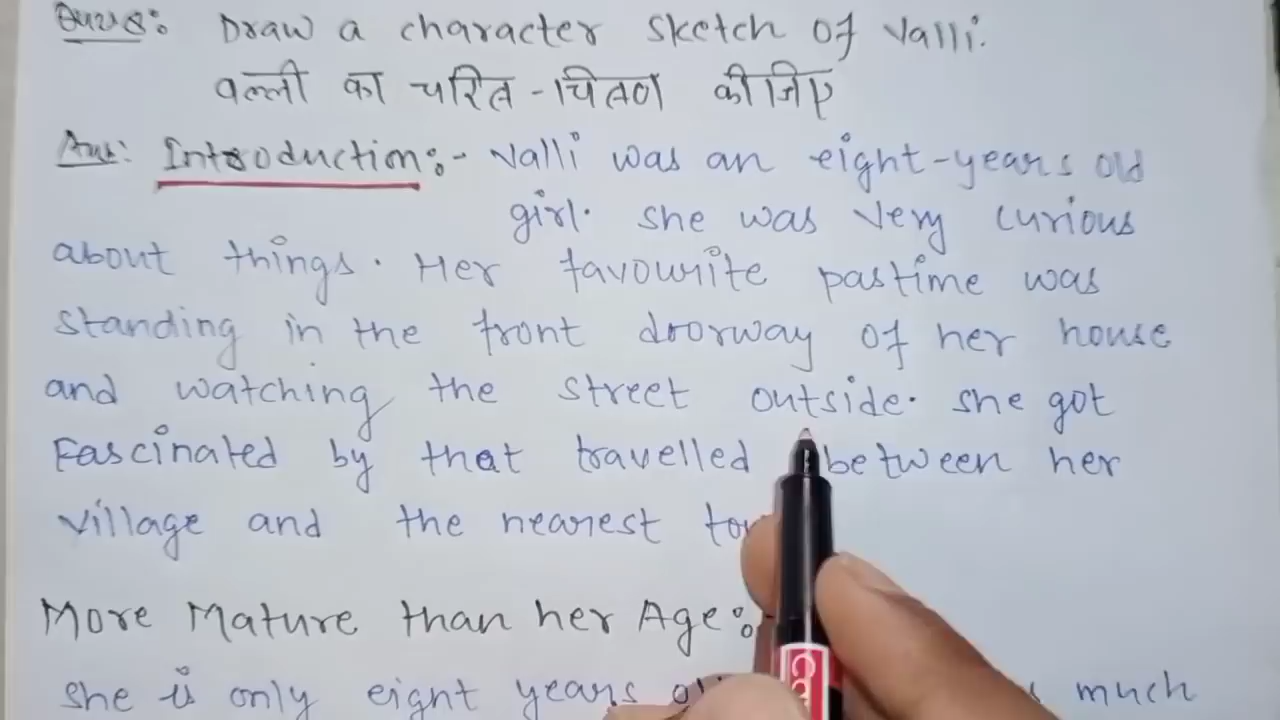 Ques: Draw a character sketch of Valli.
वल्ली का चरित्र-चित्रण कीजिए
Ans: Introduction:- Valli was an eight-years old
girl. she was very curious
about things. Her favourite pastime was
standing in the front doorway of her house
and watching the street outside. she got
Fascinated by that travelled between her
village and the nearest
More Mature than her Age:
she is only eight years much